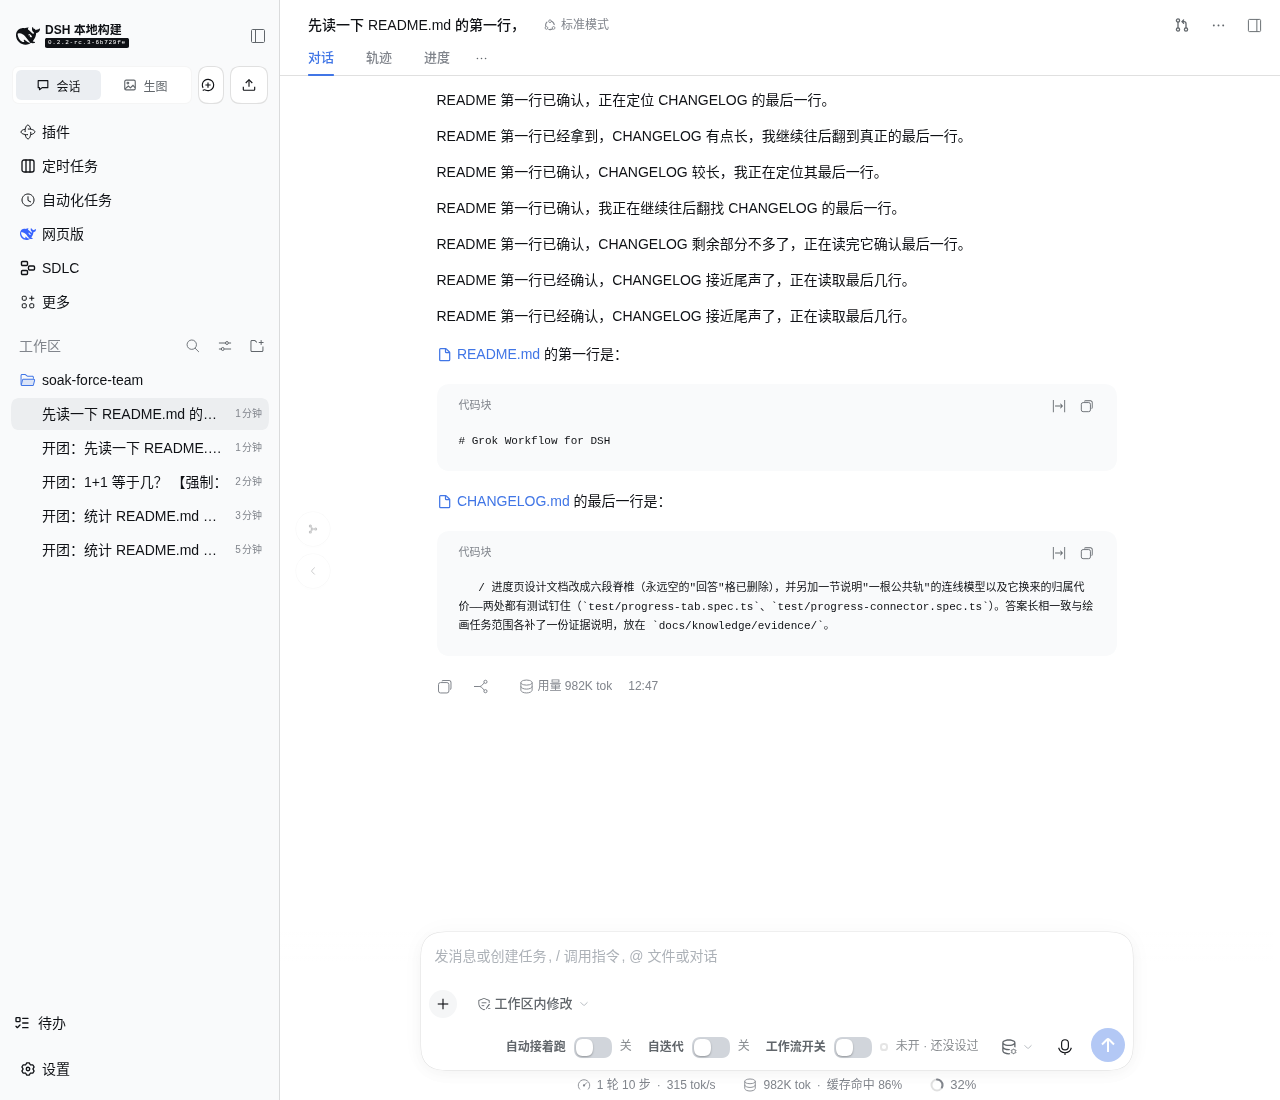 DSH 本地构建
0.2.2-rc.3-6b729fe
会话
生图
插件
定时任务
自动化任务
网页版
SDLC
更多
工作区
soak-force-team
先读一下 README.md 的… 1分钟
开团：先读一下 README.… 1分钟
开团：1+1 等于几？ 【强制： 2分钟
开团：统计 README.md … 3分钟
开团：统计 README.md … 5分钟
待办
设置
先读一下 README.md 的第一行， 标准模式
对话 轨迹 进度 ···
README 第一行已确认，正在定位 CHANGELOG 的最后一行。
README 第一行已经拿到，CHANGELOG 有点长，我继续往后翻到真正的最后一行。
README 第一行已确认，CHANGELOG 较长，我正在定位其最后一行。
README 第一行已确认，我正在继续往后翻找 CHANGELOG 的最后一行。
README 第一行已确认，CHANGELOG 剩余部分不多了，正在读完它确认最后一行。
README 第一行已经确认，CHANGELOG 接近尾声了，正在读取最后几行。
README 第一行已经确认，CHANGELOG 接近尾声了，正在读取最后几行。
README.md 的第一行是：
代码块
# Grok Workflow for DSH
CHANGELOG.md 的最后一行是：
代码块
/ 进度页设计文档改成六段脊椎（永远空的"回答"格已删除），并另加一节说明"一根公共轨"的连线模型以及它换来的归属代
价——两处都有测试钉住（`test/progress-tab.spec.ts`、`test/progress-connector.spec.ts`）。答案长相一致与绘
画任务范围各补了一份证据说明，放在 `docs/knowledge/evidence/`。
用量 982K tok 12:47
发消息或创建任务, / 调用指令, @ 文件或对话
工作区内修改
自动接着跑 关 自迭代 关 工作流开关 未开 · 还没设过
1 轮 10 步 · 315 tok/s 982K tok · 缓存命中 86% 32%